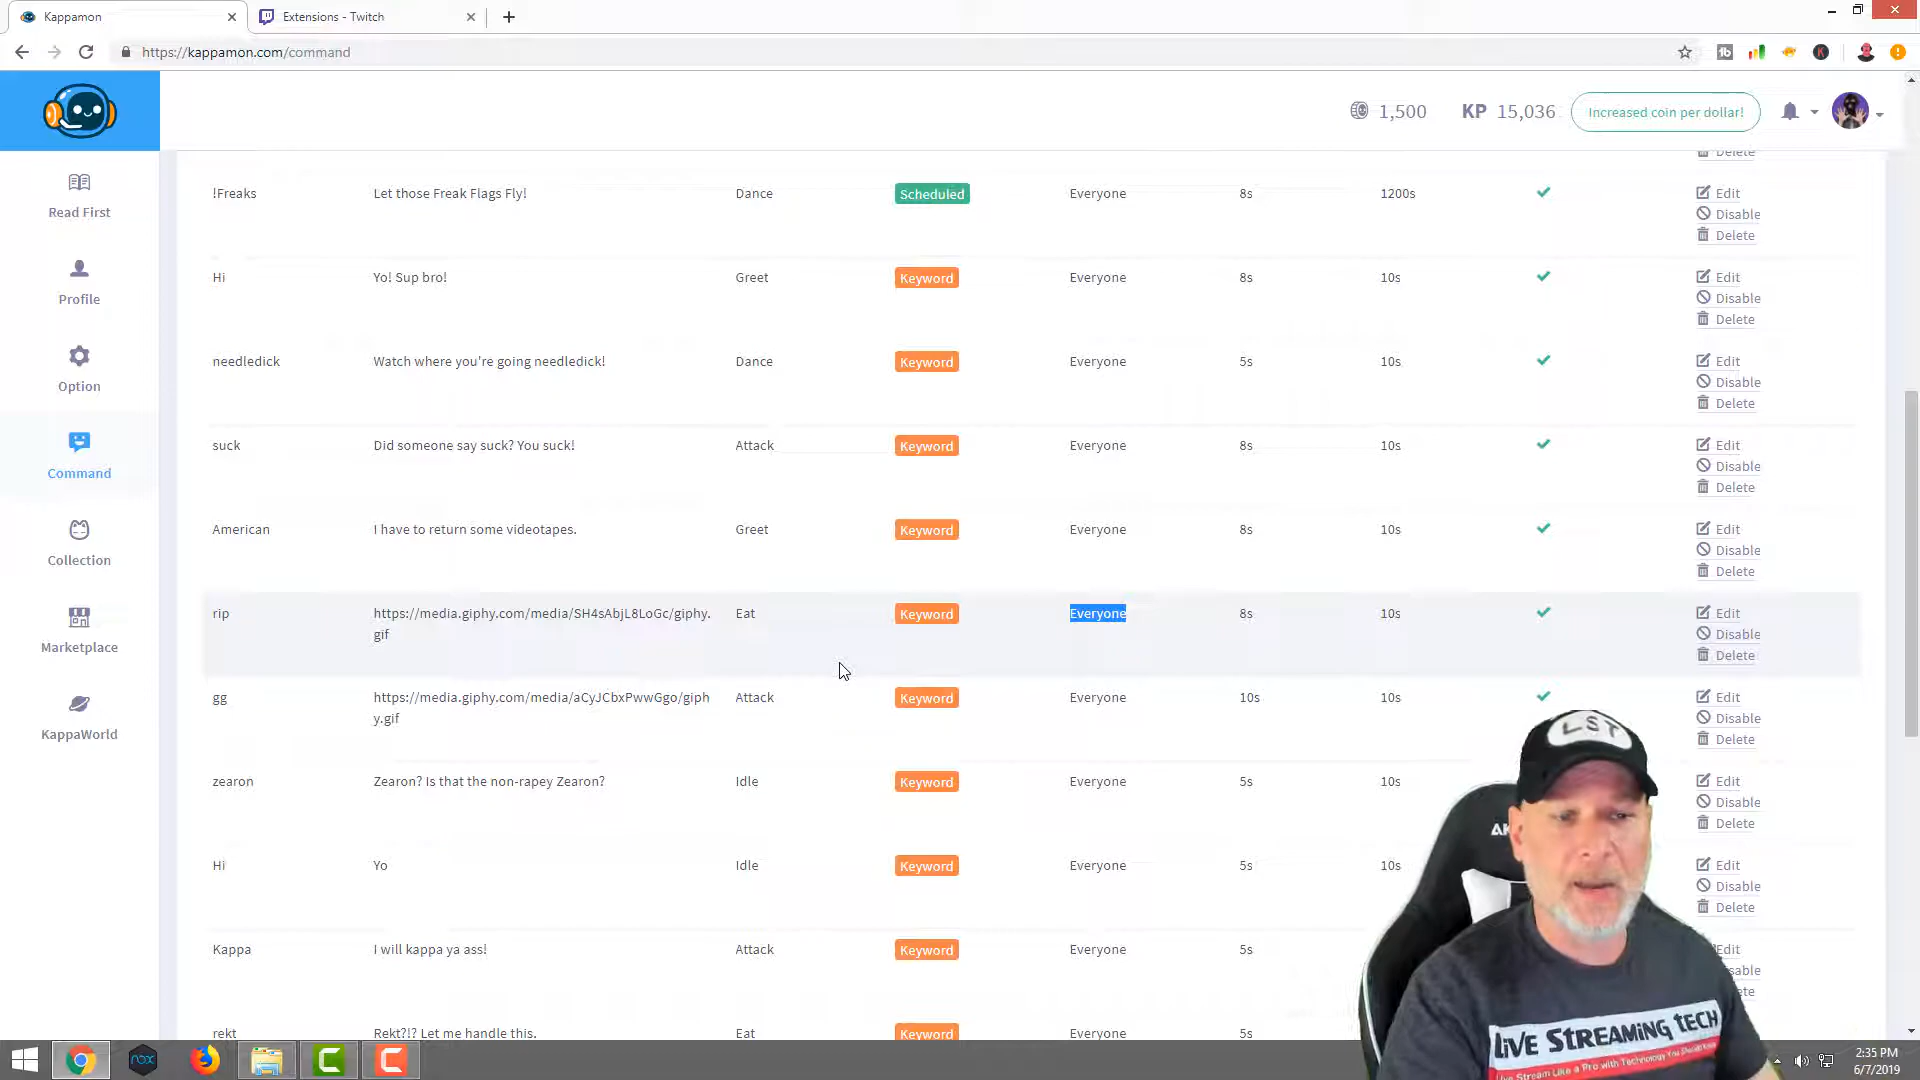 Kappamon
Extensions - Twitch
https://kappamon.com/command
1,500 KP 15,036 Increased coin per dollar!
Delete
Read First
Profile
Option
Command
Collection
Marketplace
KappaWorld
!Freaks Let those Freak Flags Fly! Dance Scheduled Everyone 8s 1200s Edit
Disable
Delete
Hi Yo! Sup bro! Greet Keyword Everyone 8s 10s Edit
Disable
Delete
needledick Watch where you're going needledick! Dance Keyword Everyone 5s 10s Edit
Disable
Delete
suck Did someone say suck? You suck! Attack Keyword Everyone 8s 10s Edit
Disable
Delete
American I have to return some videotapes. Greet Keyword Everyone 8s 10s Edit
Disable
Delete
rip https://media.giphy.com/media/SH4sAbjL8LoGc/giphy. Eat Keyword Everyone 8s 10s Edit
gif Disable
Delete
gg https://media.giphy.com/media/aCyJCbxPwwGgo/giph Attack Keyword Everyone 10s 10s Edit
y.gif Disable
Delete
zearon Zearon? Is that the non-rapey Zearon? Idle Keyword Everyone 5s 10s Edit
Disable
Delete
Hi Yo Idle Keyword Everyone 5s 10s Edit
Disable
Delete
Kappa I will kappa ya ass! Attack Keyword Everyone 5s Edit
rekt Rekt?!? Let me handle this. Eat Keyword Everyone 5s
LST
AK
LiVE STREAMiNG TECH
2:35 PM
6/7/2019